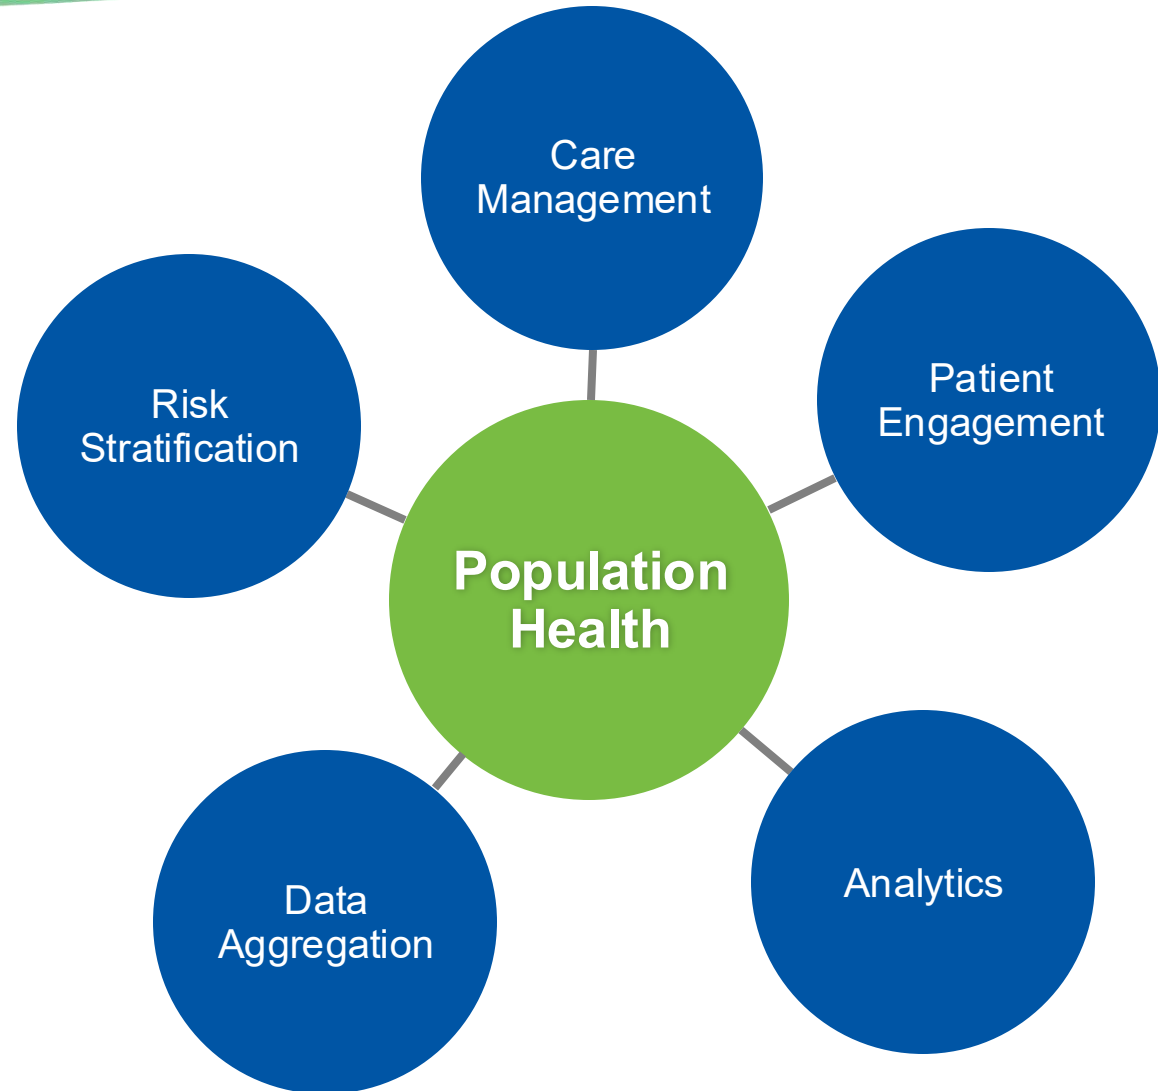 Care
Management
Patient
Engagement
Risk
Stratification
Population
Health
Analytics
Data
Aggregation